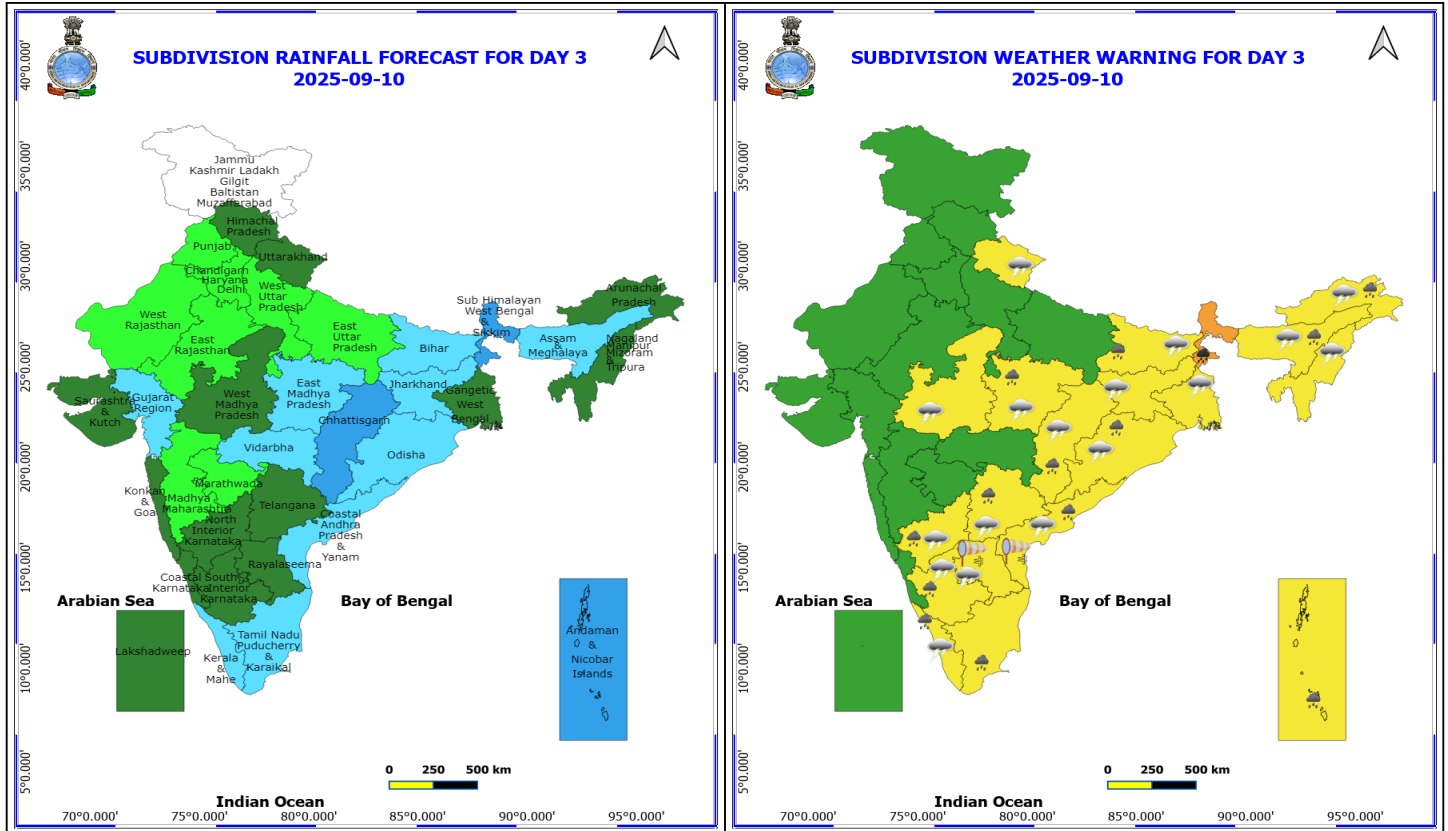 SUBDIVISION RAINFALL FORECAST FOR DAY 3
2025-09-10
40°0.000'
35°0.000'
30°0.000'
25°0.000'
20°0.000'
15°0.000'
10°0.000'
5°0.000'
Jammu
Kashmir Ladakh
Gilgit
Baltistan
Muzaffarabad
Himachal
Pradesh
Punjab
Uttarakhand
Chandigarh
Haryana
Delhi
West
Uttar
Pradesh
West
Rajasthan
East
Rajasthan
East
Uttar
Pradesh
Sub Himalayan
West Bengal
&
Sikkim
Arunachal
Pradesh
Assam
&
Meghalaya
Nagaland
Manipur
Mizoram
&
Tripura
Bihar
Jharkhand
Gangetic
West
Bengal
Saurashtra
&
Kutch
Gujarat
Region
West
Madhya
Pradesh
East
Madhya
Pradesh
Chhattisgarh
Vidarbha
Odisha
Konkan
&
Goa
Madhya
Maharashtra
Marathwada
Telangana
North
Interior
Karnataka
Coastal
Andhra
Pradesh
&
Yanam
Rayalaseema
Coastal
Karnataka
South
Interior
Karnataka
Arabian Sea
Bay of Bengal
Lakshadweep
Tamil Nadu
Puducherry
&
Karaikal
Kerala
&
Mahe
Andaman
&
Nicobar
Islands
0 250 500 km
Indian Ocean
70°0.000' 75°0.000' 80°0.000' 85°0.000' 90°0.000' 95°0.000'
SUBDIVISION WEATHER WARNING FOR DAY 3
2025-09-10
40°0.000'
35°0.000'
30°0.000'
25°0.000'
20°0.000'
15°0.000'
10°0.000'
5°0.000'
Arabian Sea
Bay of Bengal
0 250 500 km
Indian Ocean
70°0.000' 75°0.000' 80°0.000' 85°0.000' 90°0.000' 95°0.000'